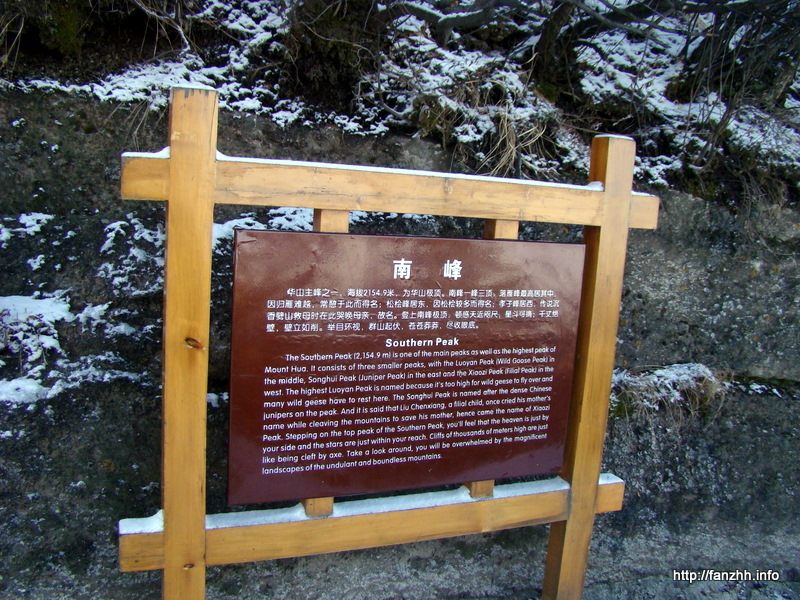 南峰
华山主峰之一，海拔2154.9米，为华山极顶。南峰一峰三顶，落雁峰最高居其中，
因归雁难越，常憩于此而得名；松桧峰居东，因松桧较多而得名；孝子峰居西，传说沉
香劈山救母时在此哭唤母亲，故名。登上南峰极顶，顿感天近咫尺，星斗可摘；千丈绝
壁，壁立如削。举目环视，群山起伏，苍苍莽莽，尽收眼底。
Southern Peak
The Southern Peak (2,154.9 m) is one of the main peaks as well as the highest peak of
Mount Hua. It consists of three smaller peaks, with the Luoyan Peak (Wild Goose Peak) in
the middle, Songhui Peak (Juniper Peak) in the east and the Xiaozi Peak (Filial Peak) in the
west. The highest Luoyan Peak is named because it's too high for wild geese to fly over and
many wild geese have to rest here. The Songhui Peak is named after the dense Chinese
junipers on the peak. And it is said that Liu Chenxiang, a filial child, once cried his mother's
name while cleaving the mountains to save his mother, hence came the name of Xiaozi
Peak. Stepping on the top peak of the Southern Peak, you'll feel that the heaven is just by
your side and the stars are just within your reach. Cliffs of thousands of meters high are just
like being cleft by axe. Take a look around, you will be overwhelmed by the magnificent
landscapes of the undulant and boundless mountains.
http://fanzhh.info